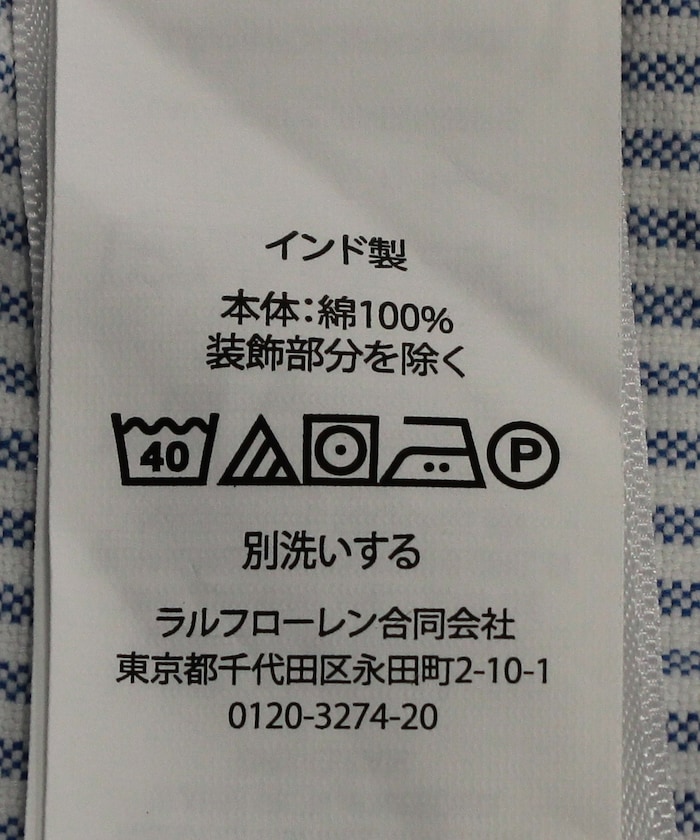 インド製
本体：綿100%
装飾部分を除く
40 P
別洗いする
ラルフローレン合同会社
東京都千代田区永田町2-10-1
0120-3274-20